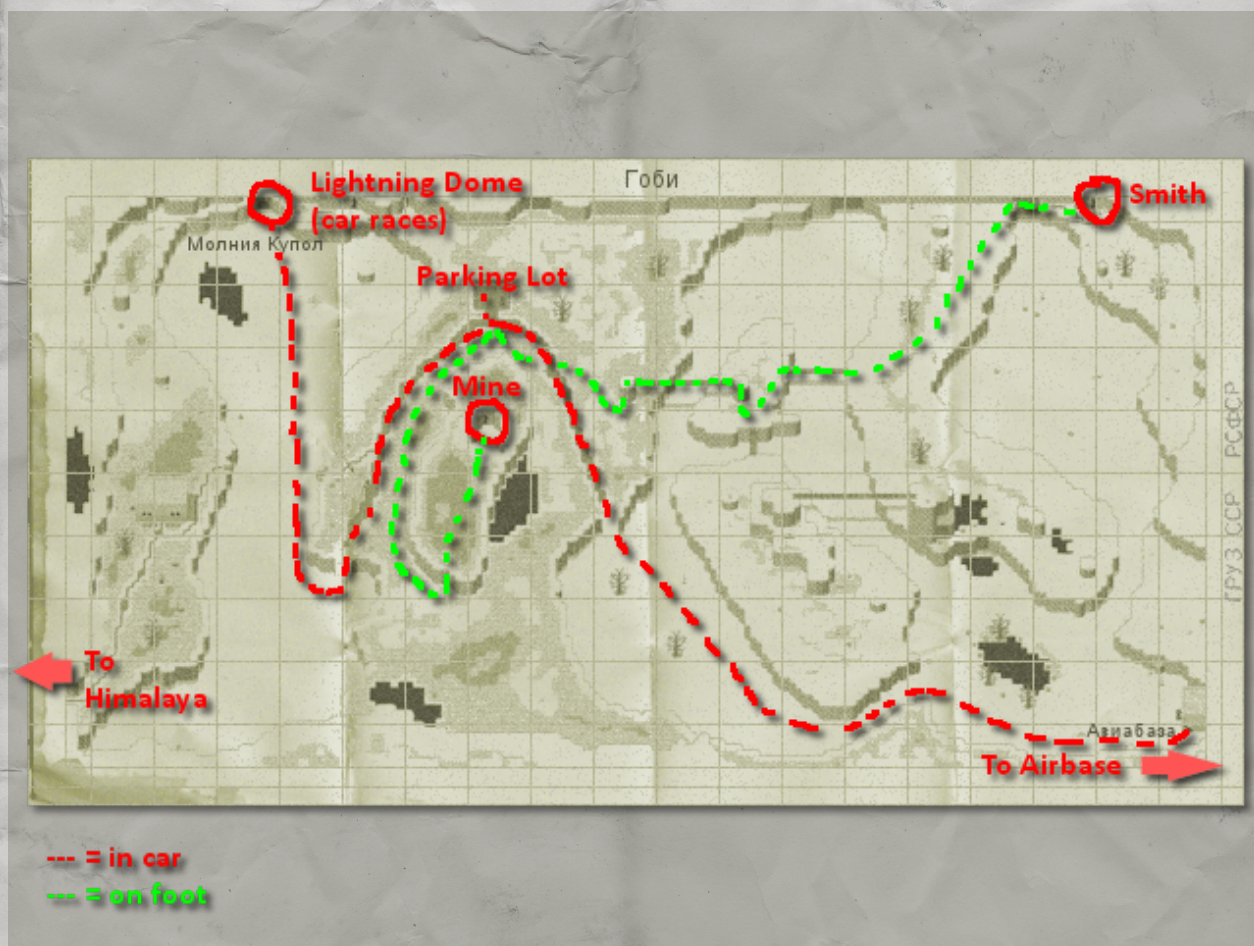 Гоби
Lightning Dome
(car races)
Smith
Молния Купол
Parking Lot
Mine
ГРУЗ СССР РСФСР
To
Himalaya
Авиабаза
To Airbase
--- = in car
--- = on foot